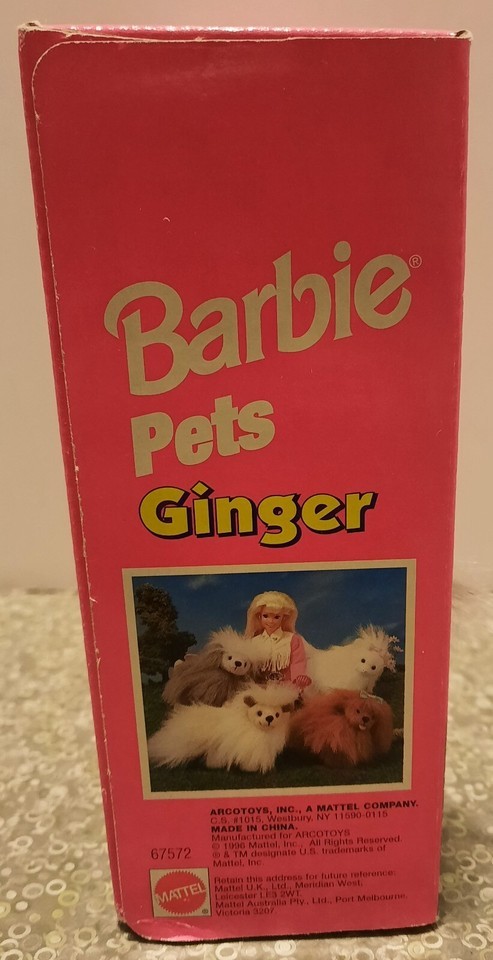 Barbie®
Pets
Ginger
ARCOTOYS, INC., A MATTEL COMPANY.
C.S. #1015, Westbury, NY 11590-0115
MADE IN CHINA.
Manufactured for ARCOTOYS
© 1996 Mattel, Inc., All Rights Reserved.
® & TM designate U.S. trademarks of
Mattel, Inc.
67572
MATTEL®
Retain this address for future reference:
Mattel U.K., Ltd., Meridian West,
Leicester LE3 2WT.
Mattel Australia Pty., Ltd., Port Melbourne,
Victoria 3207.